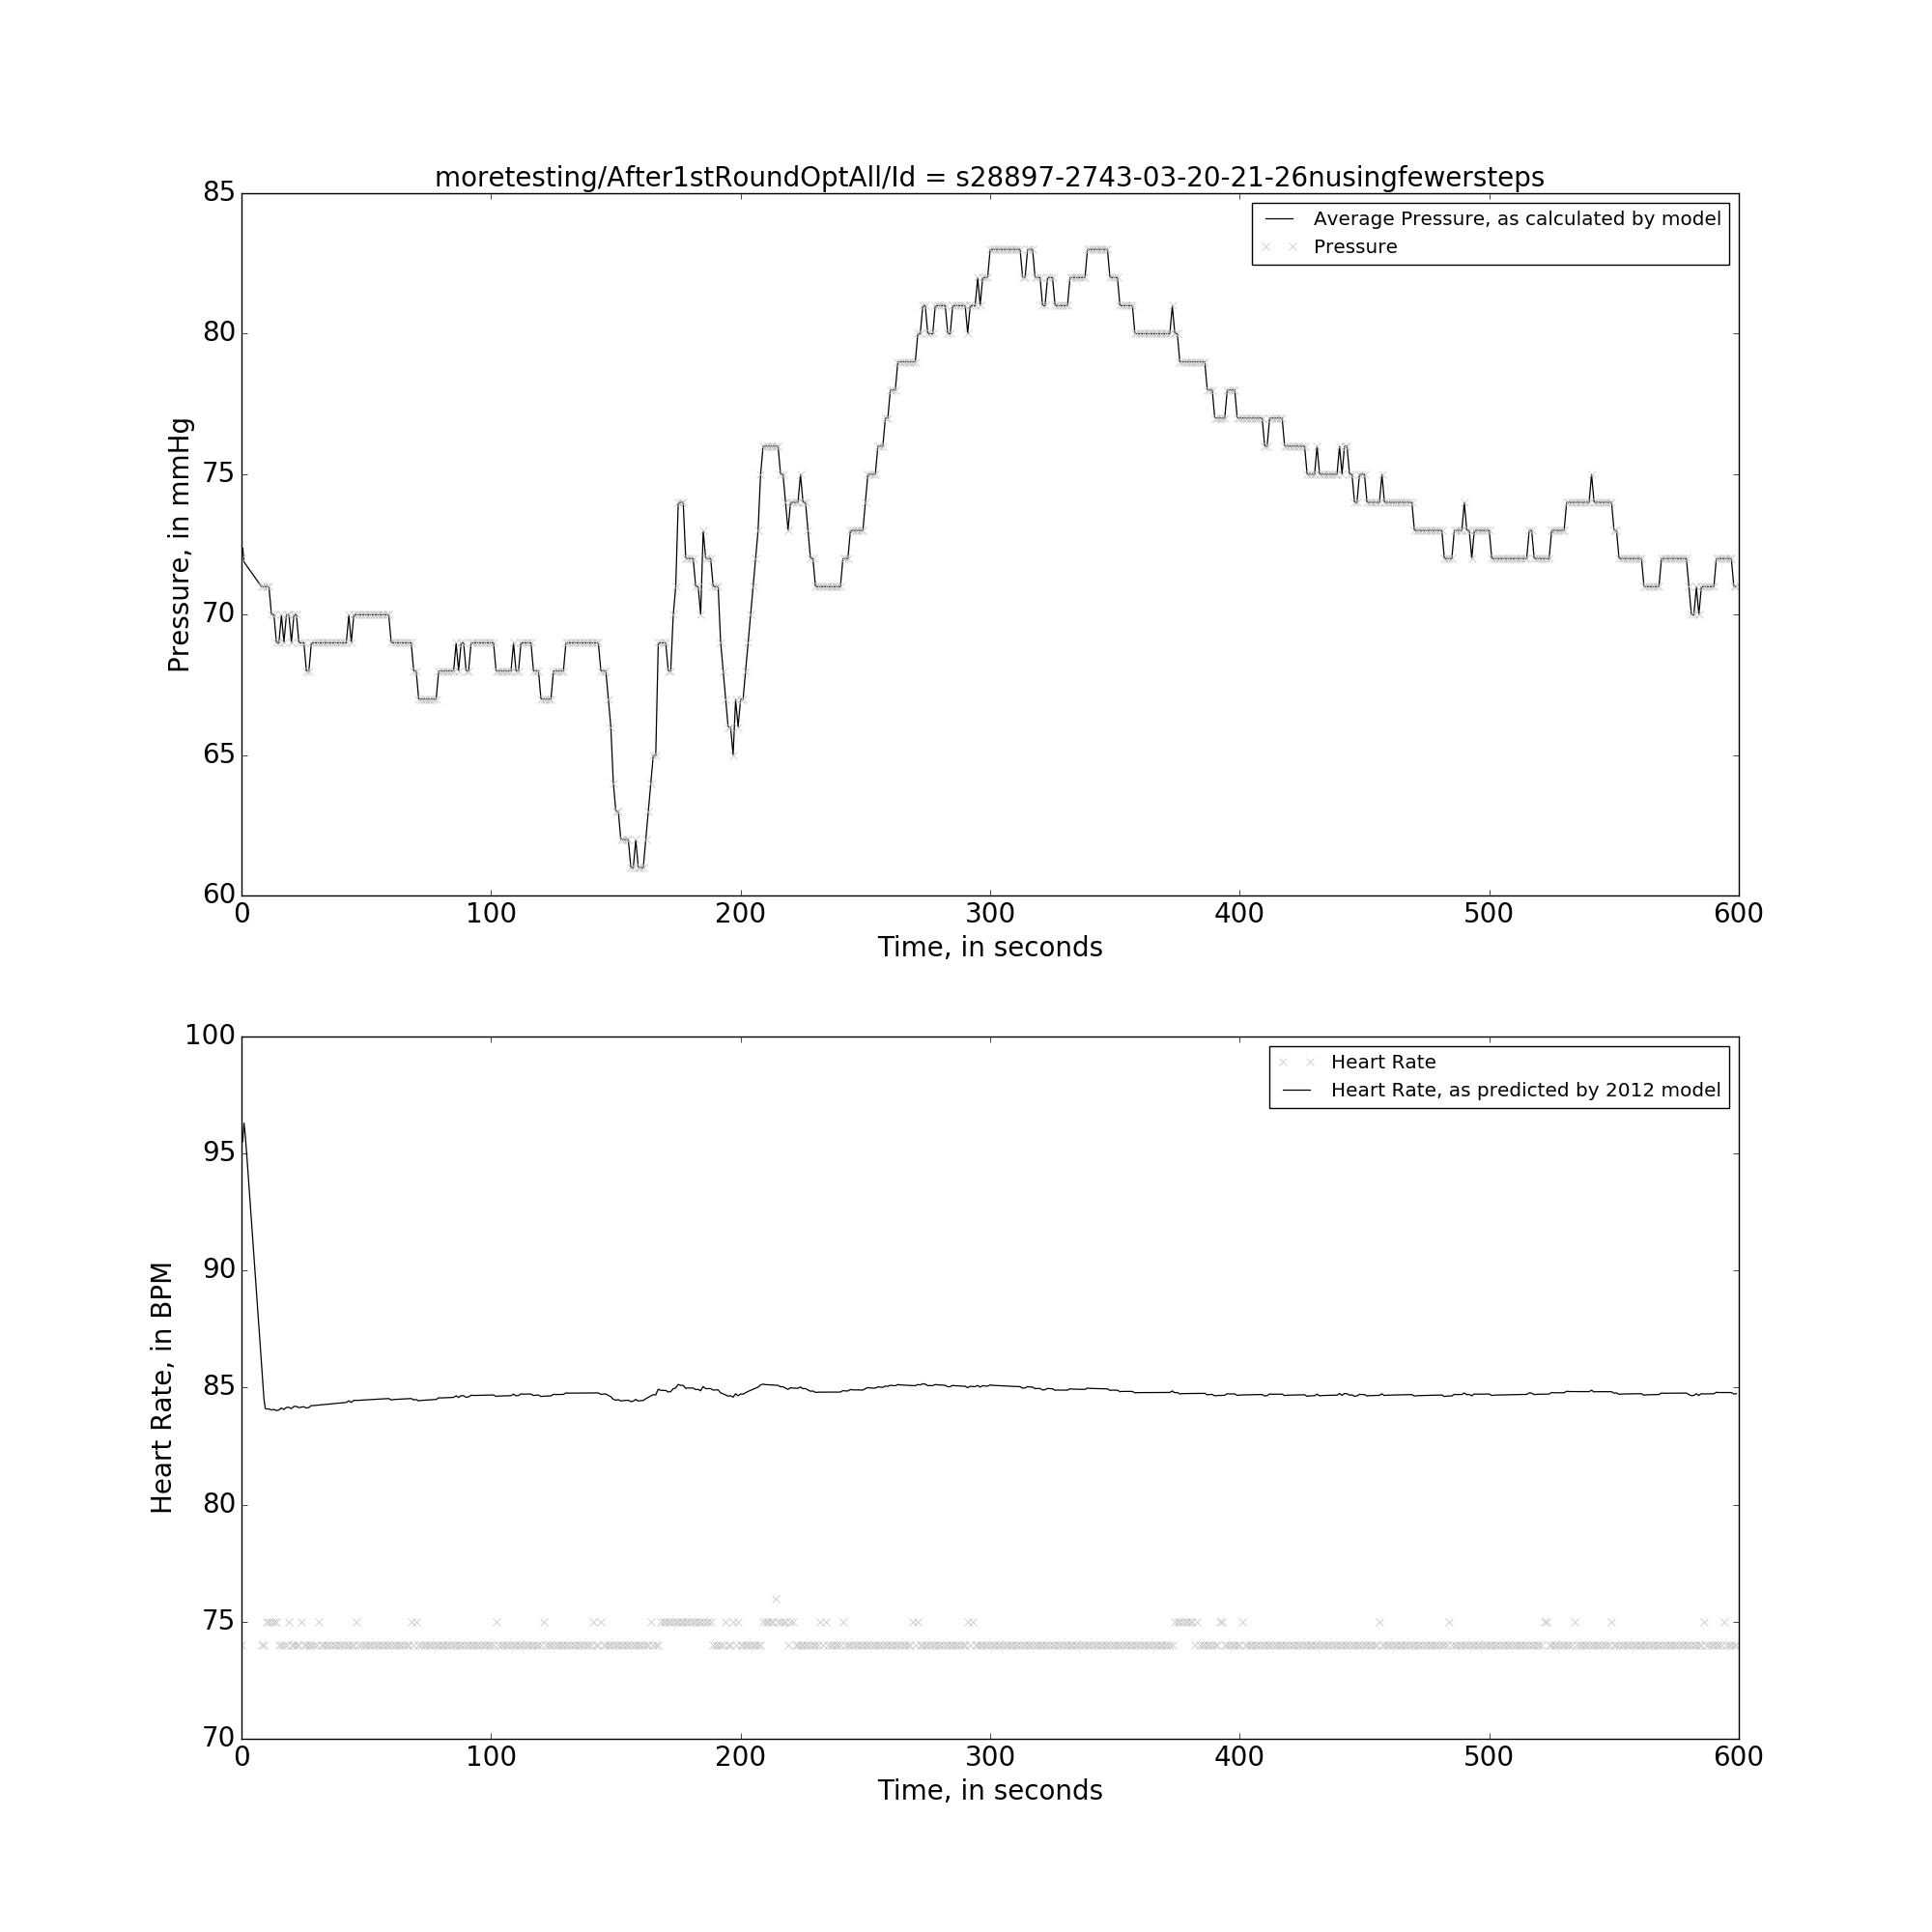 moretesting/After1stRoundOptAll/Id = s28897-2743-03-20-21-26nusingfewersteps
85
80
75
70
65
60
Pressure, in mmHg
Average Pressure, as calculated by model
Pressure
0 100 200 300 400 500 600
Time, in seconds
100
95
90
85
80
75
70
Heart Rate, in BPM
Heart Rate
Heart Rate, as predicted by 2012 model
0 100 200 300 400 500 600
Time, in seconds